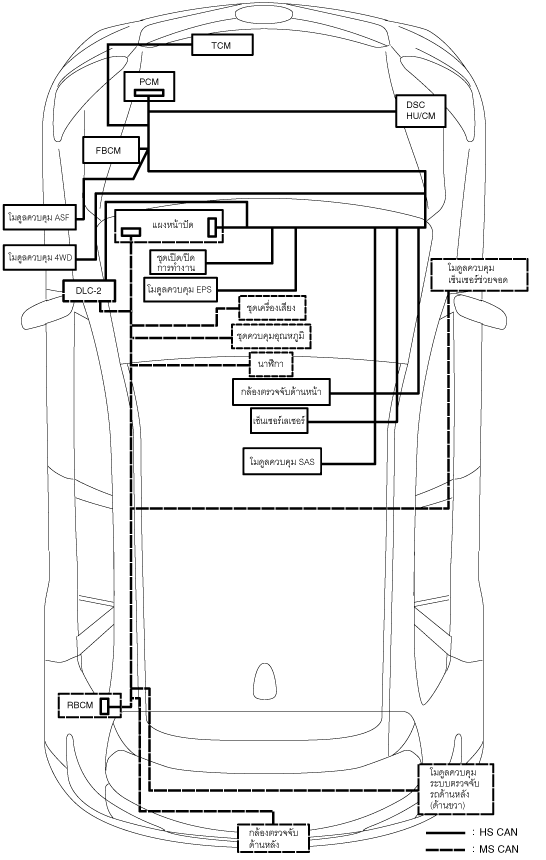 TCM
PCM
DSC
HU/CM
FBCM
โมดูลควบคุม ASF
แผงหน้าปัด
โมดูลควบคุม 4WD
ชุดเปิด/ปิด
การทำงาน
โมดูลควบคุม
เซ็นเซอร์ช่วยจอด
DLC-2
โมดูลควบคุม EPS
ชุดเครื่องเสียง
ชุดควบคุมอุณหภูมิ
นาฬิกา
กล้องตรวจจับด้านหน้า
เซ็นเซอร์เลเซอร์
โมดูลควบคุม SAS
RBCM
โมดูลควบคุม
ระบบตรวจจับ
รถด้านหลัง
(ด้านขวา)
กล้องตรวจจับ
ด้านหลัง
: HS CAN
: MS CAN